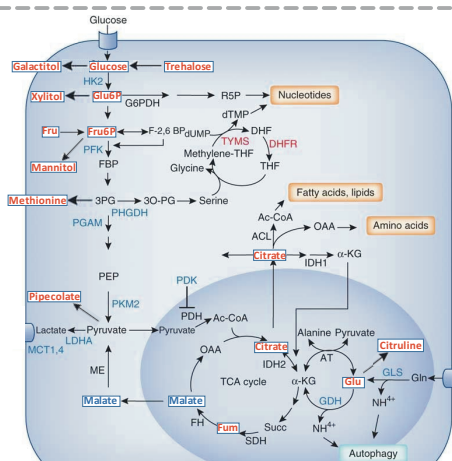 Glucose
Galactitol Glucose Trehalose
HK2
Xylitol Glu6P R5P Nucleotides
G6PDH
dTMP
Fru Fru6P F-2,6 BP dUMP DHF
PFK TYMS DHFR
Mannitol FBP Methylene-THF THF
Glycine
Methionine 3PG 3O-PG Serine
PHGDH
PGAM
Fatty acids, lipids
Ac-CoA
ACL OAA Amino acids
Citrate IDH1 α-KG
PEP
PDK
Pipecolate PKM2
PDH Ac-CoA
Lactate Pyruvate Pyruvate
LDHA
MCT1,4
Alanine Pyruvate
Citrulline
OAA Citrate AT
IDH2
ME TCA cycle α-KG Glu GLS Gln
GDH NH⁴⁺
Malate Malate
FH Fum Succ NH⁴⁺
SDH
Autophagy